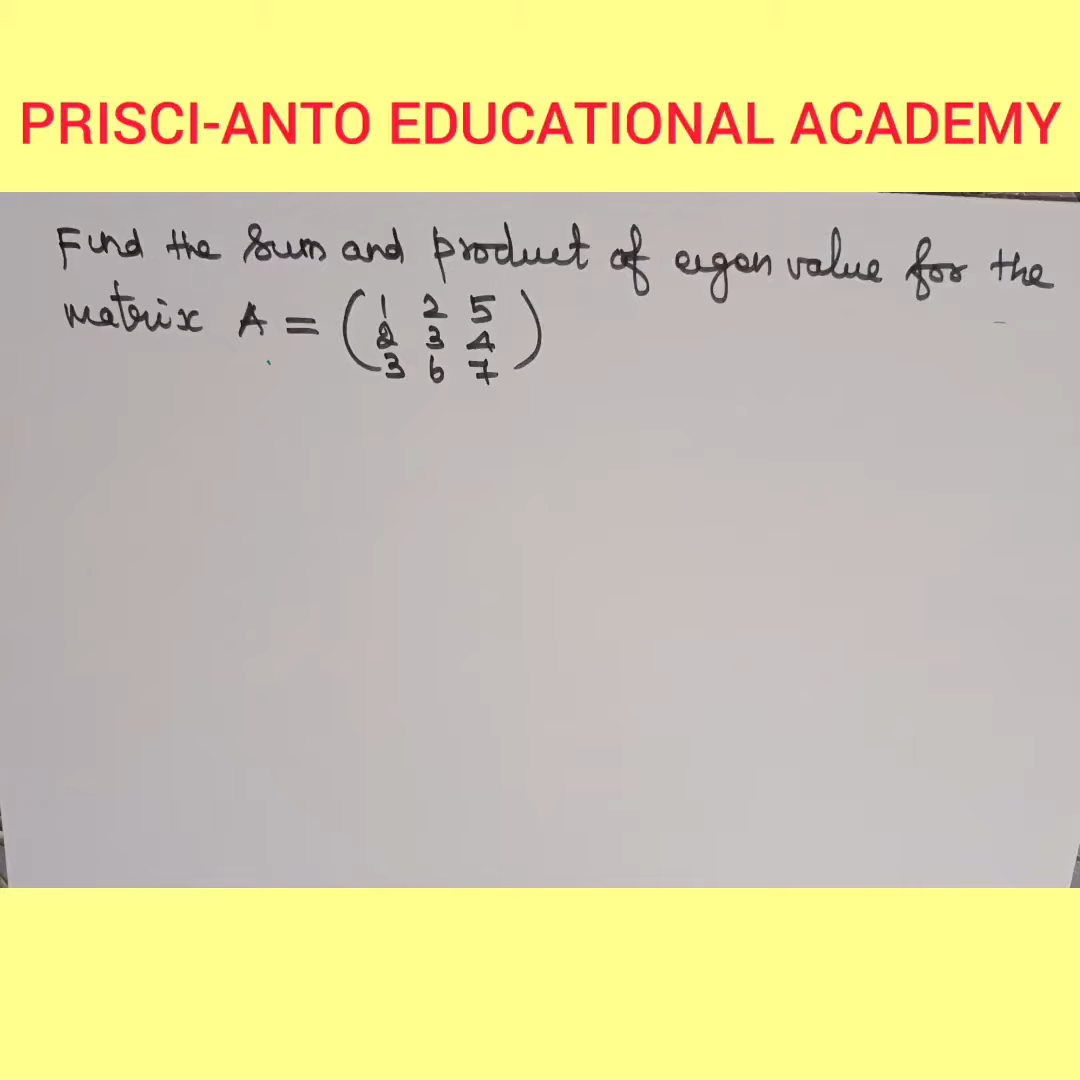 PRISCI-ANTO EDUCATIONAL ACADEMY
Find the Sum and product of eigen value for the
matrix A = (1 2 5
2 3 4
3 6 7)